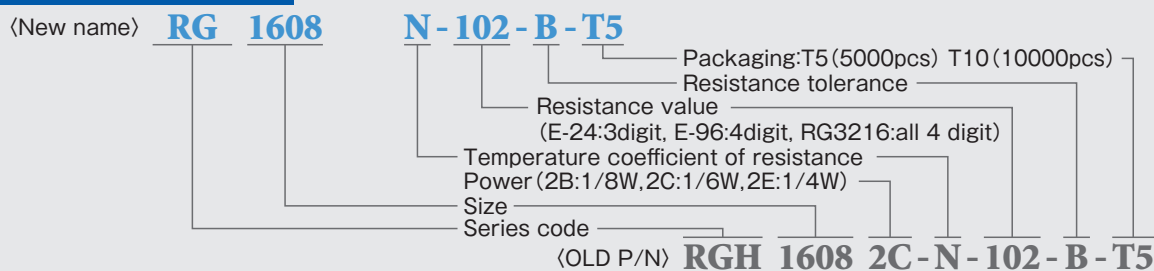 〈New name〉 RG 1608 N-102-B-T5
Packaging:T5(5000pcs) T10(10000pcs)
Resistance tolerance
Resistance value
(E-24:3digit, E-96:4digit, RG3216:all 4 digit)
Temperature coefficient of resistance
Power(2B:1/8W,2C:1/6W,2E:1/4W)
Size
Series code
〈OLD P/N〉 RGH 1608 2C-N-102-B-T5